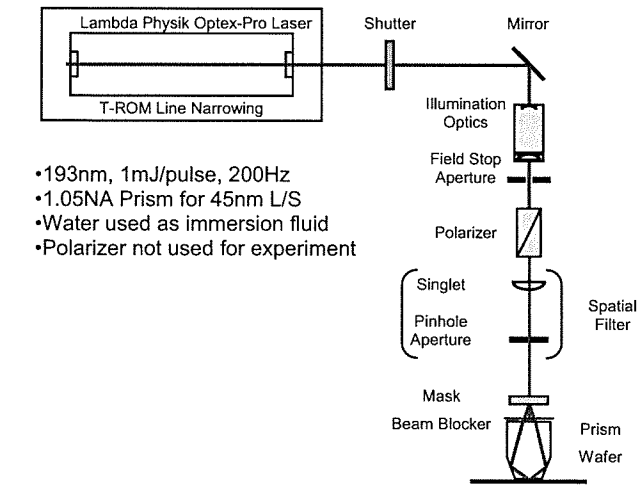 Lambda Physik Optex-Pro Laser
T-ROM Line Narrowing
Shutter
Mirror
Illumination
Optics
Field Stop
Aperture
•193nm, 1mJ/pulse, 200Hz
•1.05NA Prism for 45nm L/S
•Water used as immersion fluid
•Polarizer not used for experiment
Polarizer
Singlet
Pinhole
Aperture
Spatial
Filter
Mask
Beam Blocker
Prism
Wafer